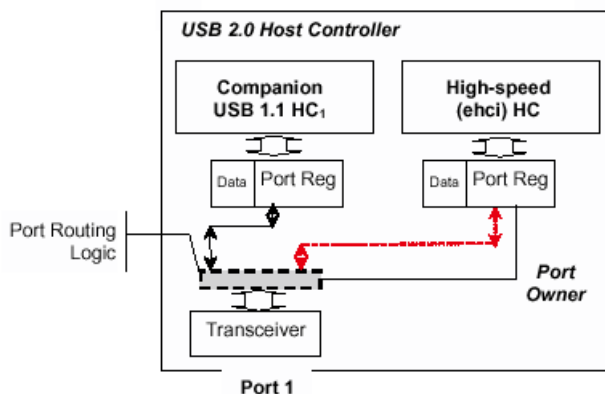 USB 2.0 Host Controller
Companion
USB 1.1 HC₁
High-speed
(ehci) HC
Data
Port Reg
Data
Port Reg
Port Routing
Logic
Port
Owner
Transceiver
Port 1